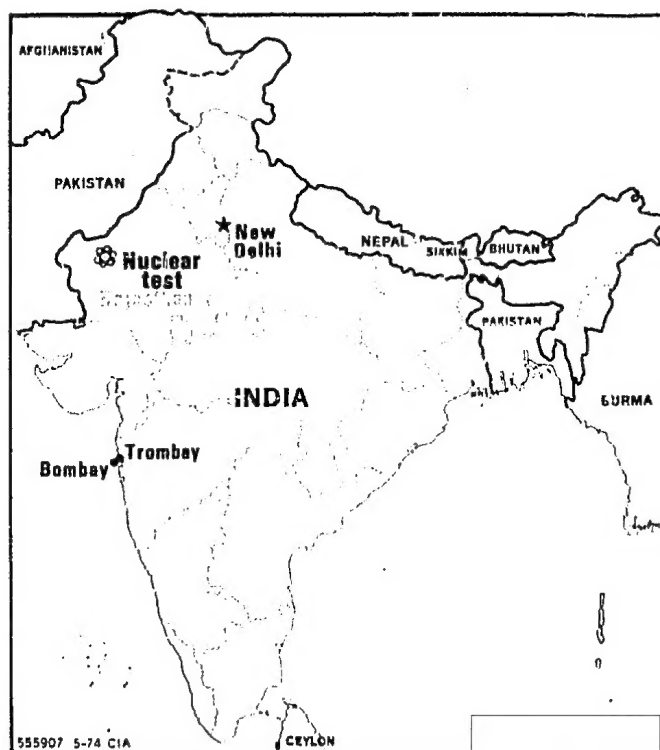 AFGHANISTAN
PAKISTAN
New
Delhi
Nuclear
test
Rajasthan
NEPAL
SIKKIM
BHUTAN
PAKISTAN
INDIA
BURMA
Trombay
Bombay
555907 5-74 CIA
CEYLON